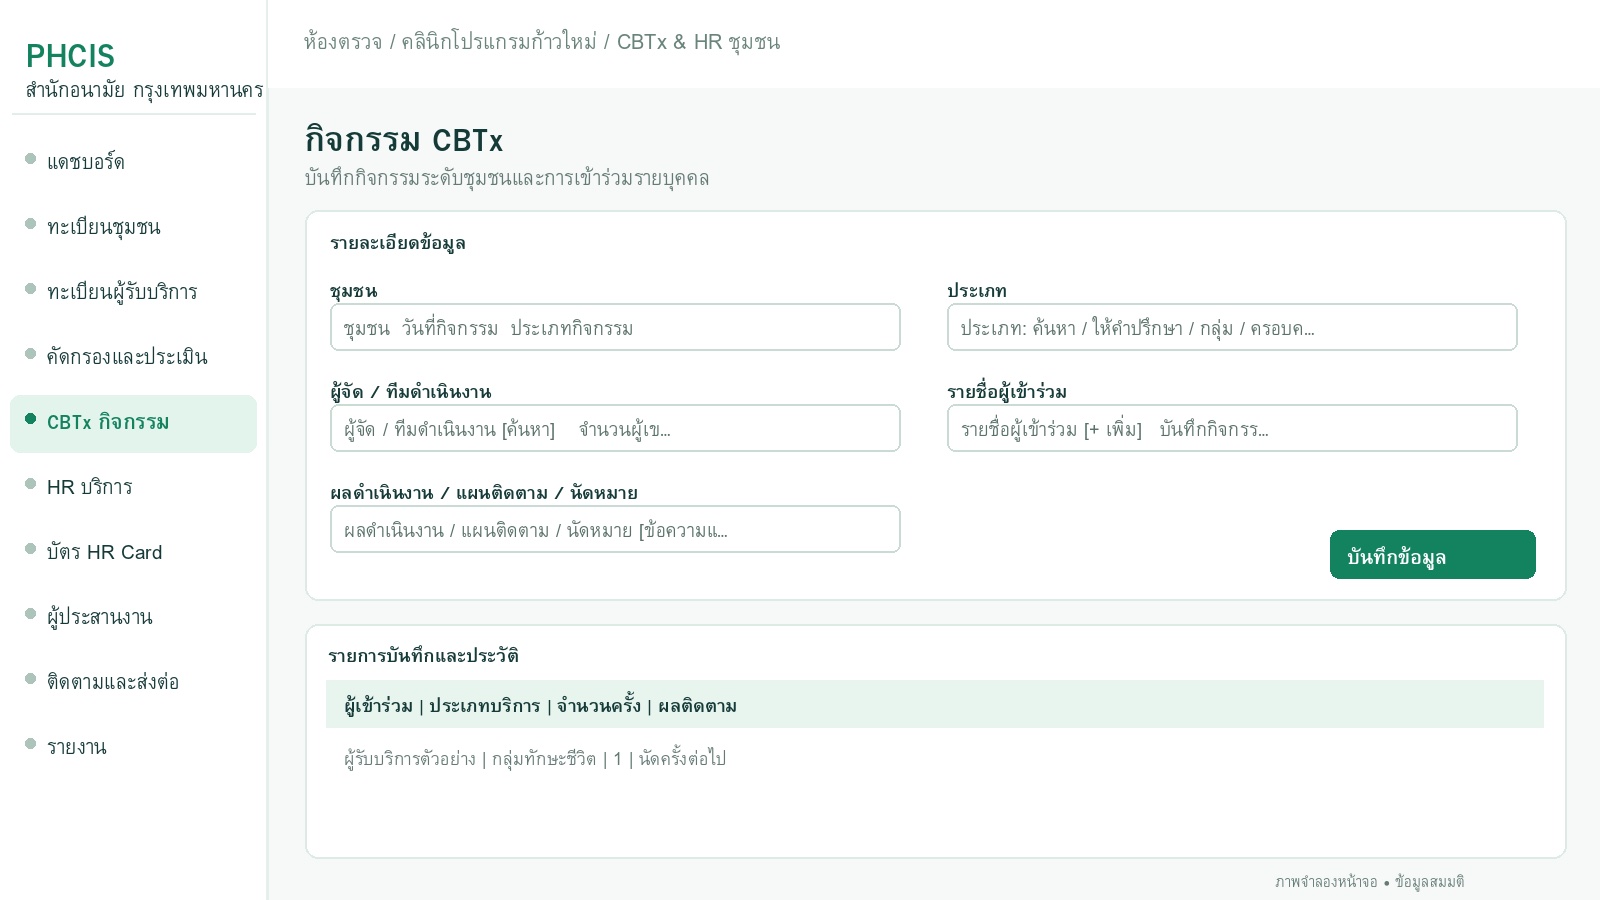 PHCIS
สำนักอนามัย กรุงเทพมหานคร
แดชบอร์ด
ทะเบียนชุมชน
ทะเบียนผู้รับบริการ
คัดกรองและประเมิน
CBTx กิจกรรม
HR บริการ
บัตร HR Card
ผู้ประสานงาน
ติดตามและส่งต่อ
รายงาน
ห้องตรวจ / คลินิกโปรแกรมก้าวใหม่ / CBTx & HR ชุมชน
กิจกรรม CBTx
บันทึกกิจกรรมระดับชุมชนและการเข้าร่วมรายบุคคล
รายละเอียดข้อมูล
ชุมชน
ชุมชน วันที่กิจกรรม ประเภทกิจกรรม
ประเภท
ประเภท: ค้นหา / ให้คำปรึกษา / กลุ่ม / ครอบค...
ผู้จัด / ทีมดำเนินงาน
ผู้จัด / ทีมดำเนินงาน [ค้นหา] จำนวนผู้เข...
รายชื่อผู้เข้าร่วม
รายชื่อผู้เข้าร่วม [+ เพิ่ม] บันทึกกิจกรร...
ผลดำเนินงาน / แผนติดตาม / นัดหมาย
ผลดำเนินงาน / แผนติดตาม / นัดหมาย [ข้อความแ...
บันทึกข้อมูล
รายการบันทึกและประวัติ
ผู้เข้าร่วม | ประเภทบริการ | จำนวนครั้ง | ผลติดตาม
ผู้รับบริการตัวอย่าง | กลุ่มทักษะชีวิต | 1 | นัดครั้งต่อไป
ภาพจำลองหน้าจอ • ข้อมูลสมมติ